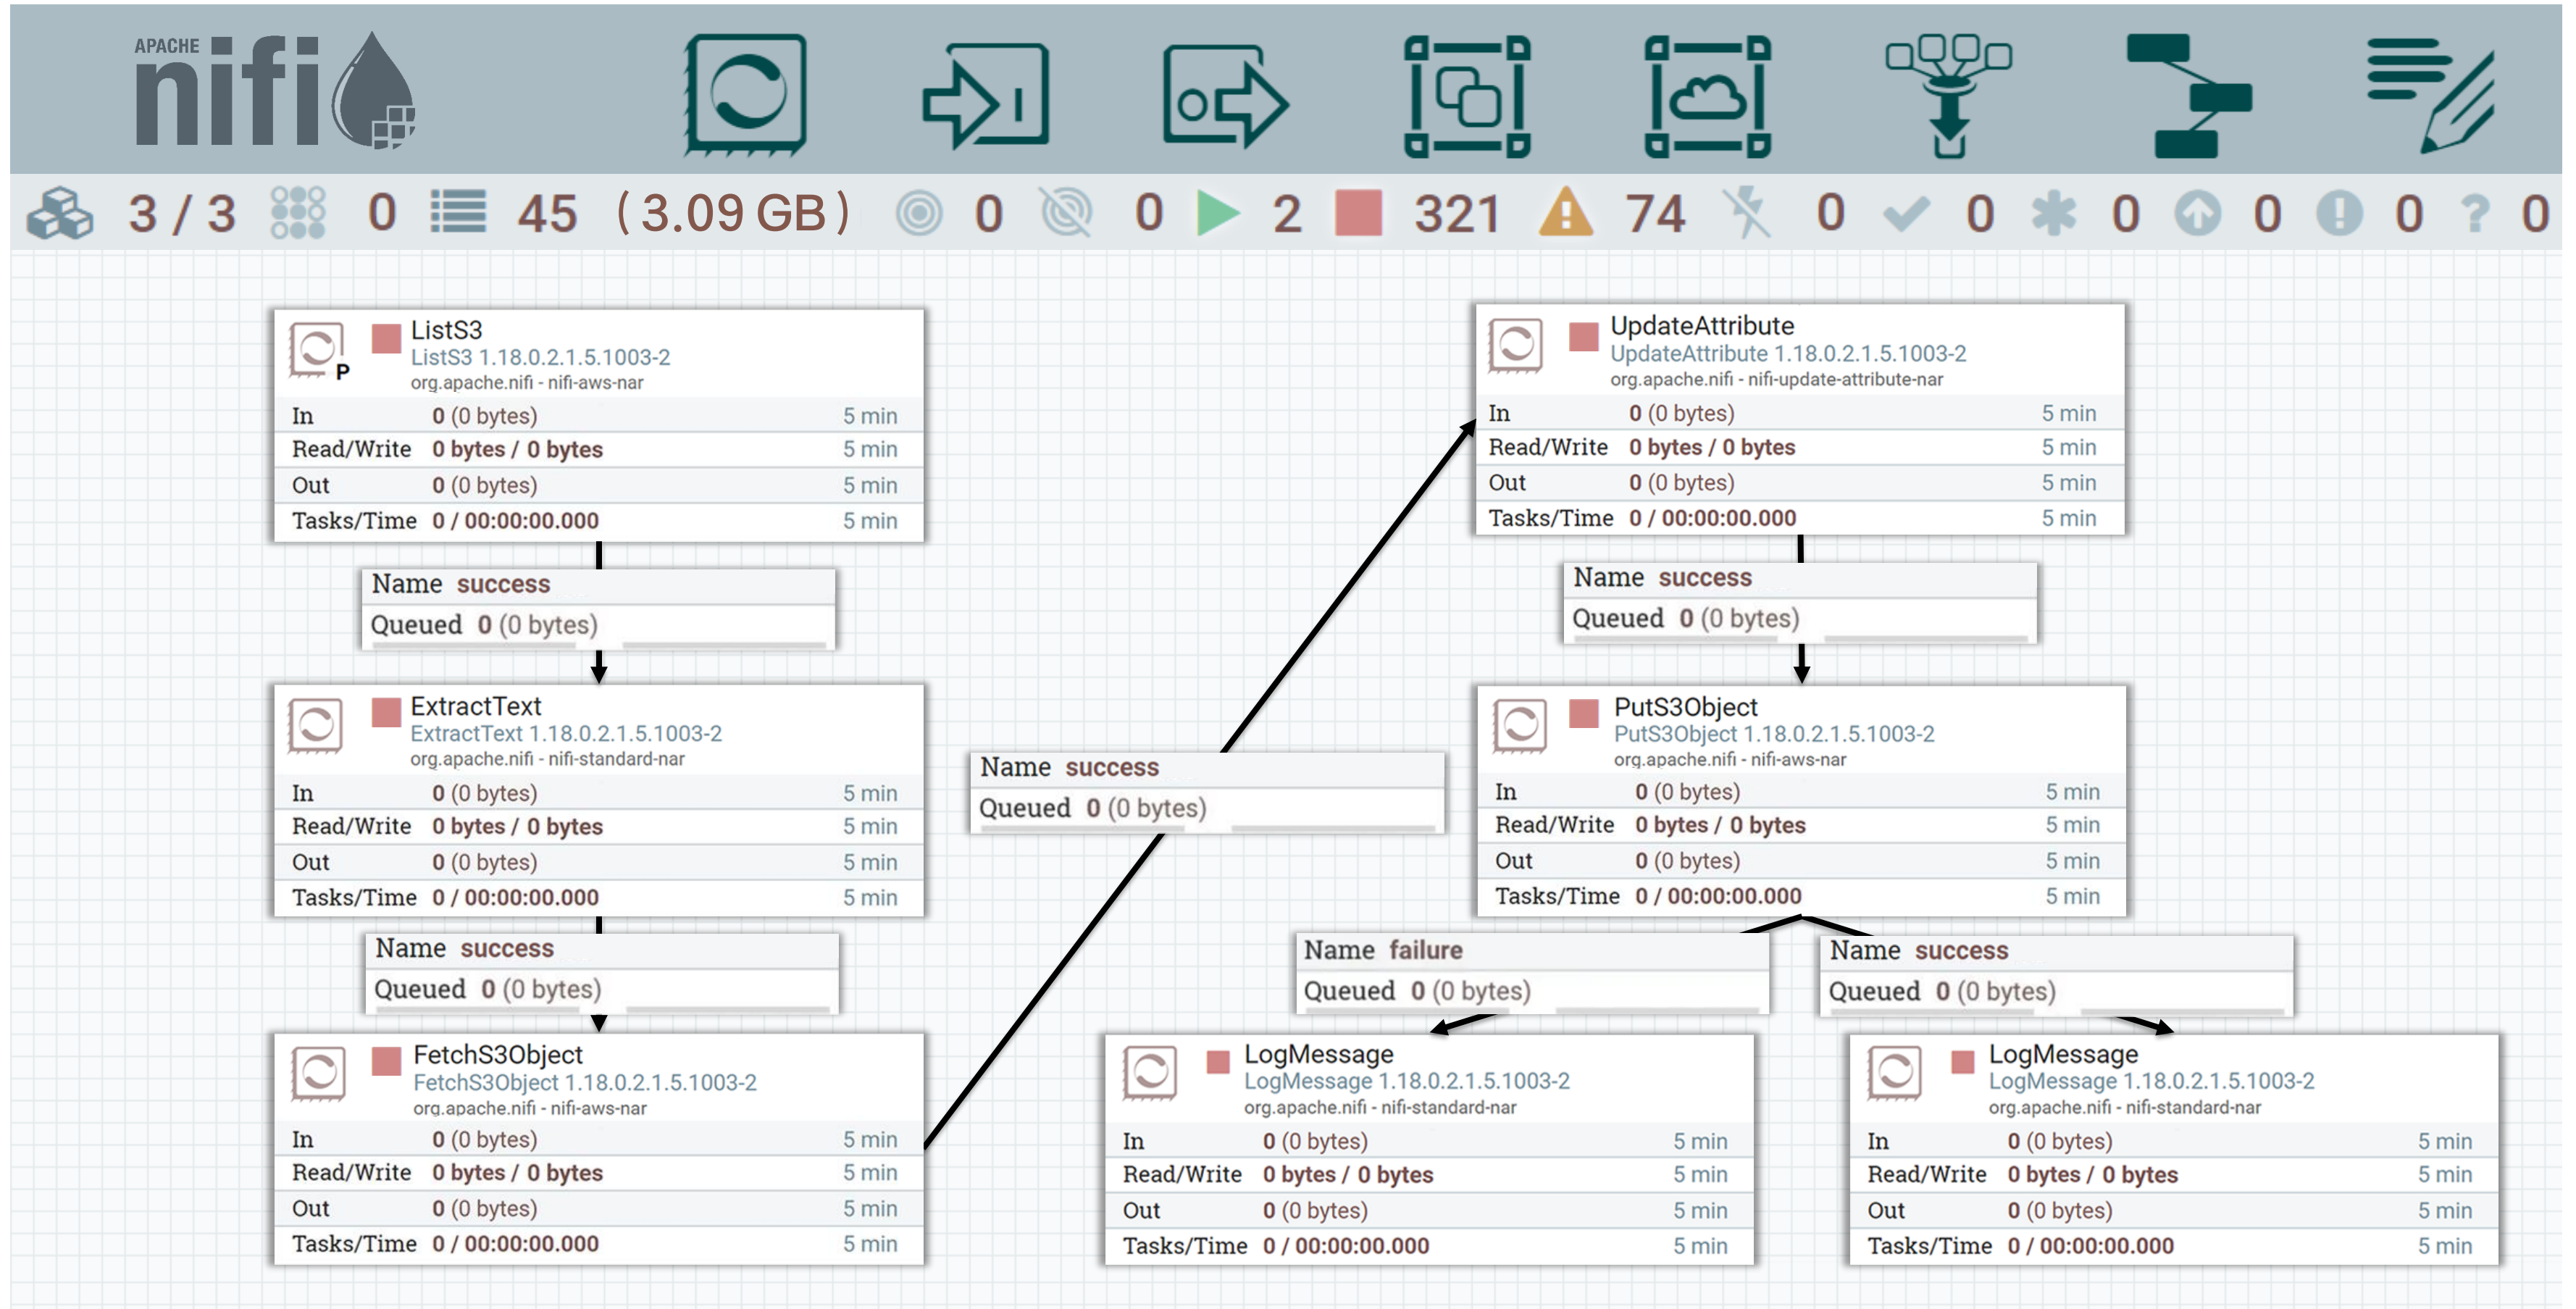 APACHE
nifi
3 / 3 0 45 ( 3.09 GB ) 0 0 2 321 74 0 0 0 0 0 ? 0
ListS3
ListS3 1.18.0.2.1.5.1003-2
org.apache.nifi - nifi-aws-nar
P
In 0 (0 bytes) 5 min
Read/Write 0 bytes / 0 bytes 5 min
Out 0 (0 bytes) 5 min
Tasks/Time 0 / 00:00:00.000 5 min
Name success
Queued 0 (0 bytes)
ExtractText
ExtractText 1.18.0.2.1.5.1003-2
org.apache.nifi - nifi-standard-nar
In 0 (0 bytes) 5 min
Read/Write 0 bytes / 0 bytes 5 min
Out 0 (0 bytes) 5 min
Tasks/Time 0 / 00:00:00.000 5 min
Name success
Queued 0 (0 bytes)
FetchS3Object
FetchS3Object 1.18.0.2.1.5.1003-2
org.apache.nifi - nifi-aws-nar
In 0 (0 bytes) 5 min
Read/Write 0 bytes / 0 bytes 5 min
Out 0 (0 bytes) 5 min
Tasks/Time 0 / 00:00:00.000 5 min
Name success
Queued 0 (0 bytes)
UpdateAttribute
UpdateAttribute 1.18.0.2.1.5.1003-2
org.apache.nifi - nifi-update-attribute-nar
In 0 (0 bytes) 5 min
Read/Write 0 bytes / 0 bytes 5 min
Out 0 (0 bytes) 5 min
Tasks/Time 0 / 00:00:00.000 5 min
Name success
Queued 0 (0 bytes)
PutS3Object
PutS3Object 1.18.0.2.1.5.1003-2
org.apache.nifi - nifi-aws-nar
In 0 (0 bytes) 5 min
Read/Write 0 bytes / 0 bytes 5 min
Out 0 (0 bytes) 5 min
Tasks/Time 0 / 00:00:00.000 5 min
Name failure
Queued 0 (0 bytes)
Name success
Queued 0 (0 bytes)
LogMessage
LogMessage 1.18.0.2.1.5.1003-2
org.apache.nifi - nifi-standard-nar
In 0 (0 bytes) 5 min
Read/Write 0 bytes / 0 bytes 5 min
Out 0 (0 bytes) 5 min
Tasks/Time 0 / 00:00:00.000 5 min
LogMessage
LogMessage 1.18.0.2.1.5.1003-2
org.apache.nifi - nifi-standard-nar
In 0 (0 bytes) 5 min
Read/Write 0 bytes / 0 bytes 5 min
Out 0 (0 bytes) 5 min
Tasks/Time 0 / 00:00:00.000 5 min